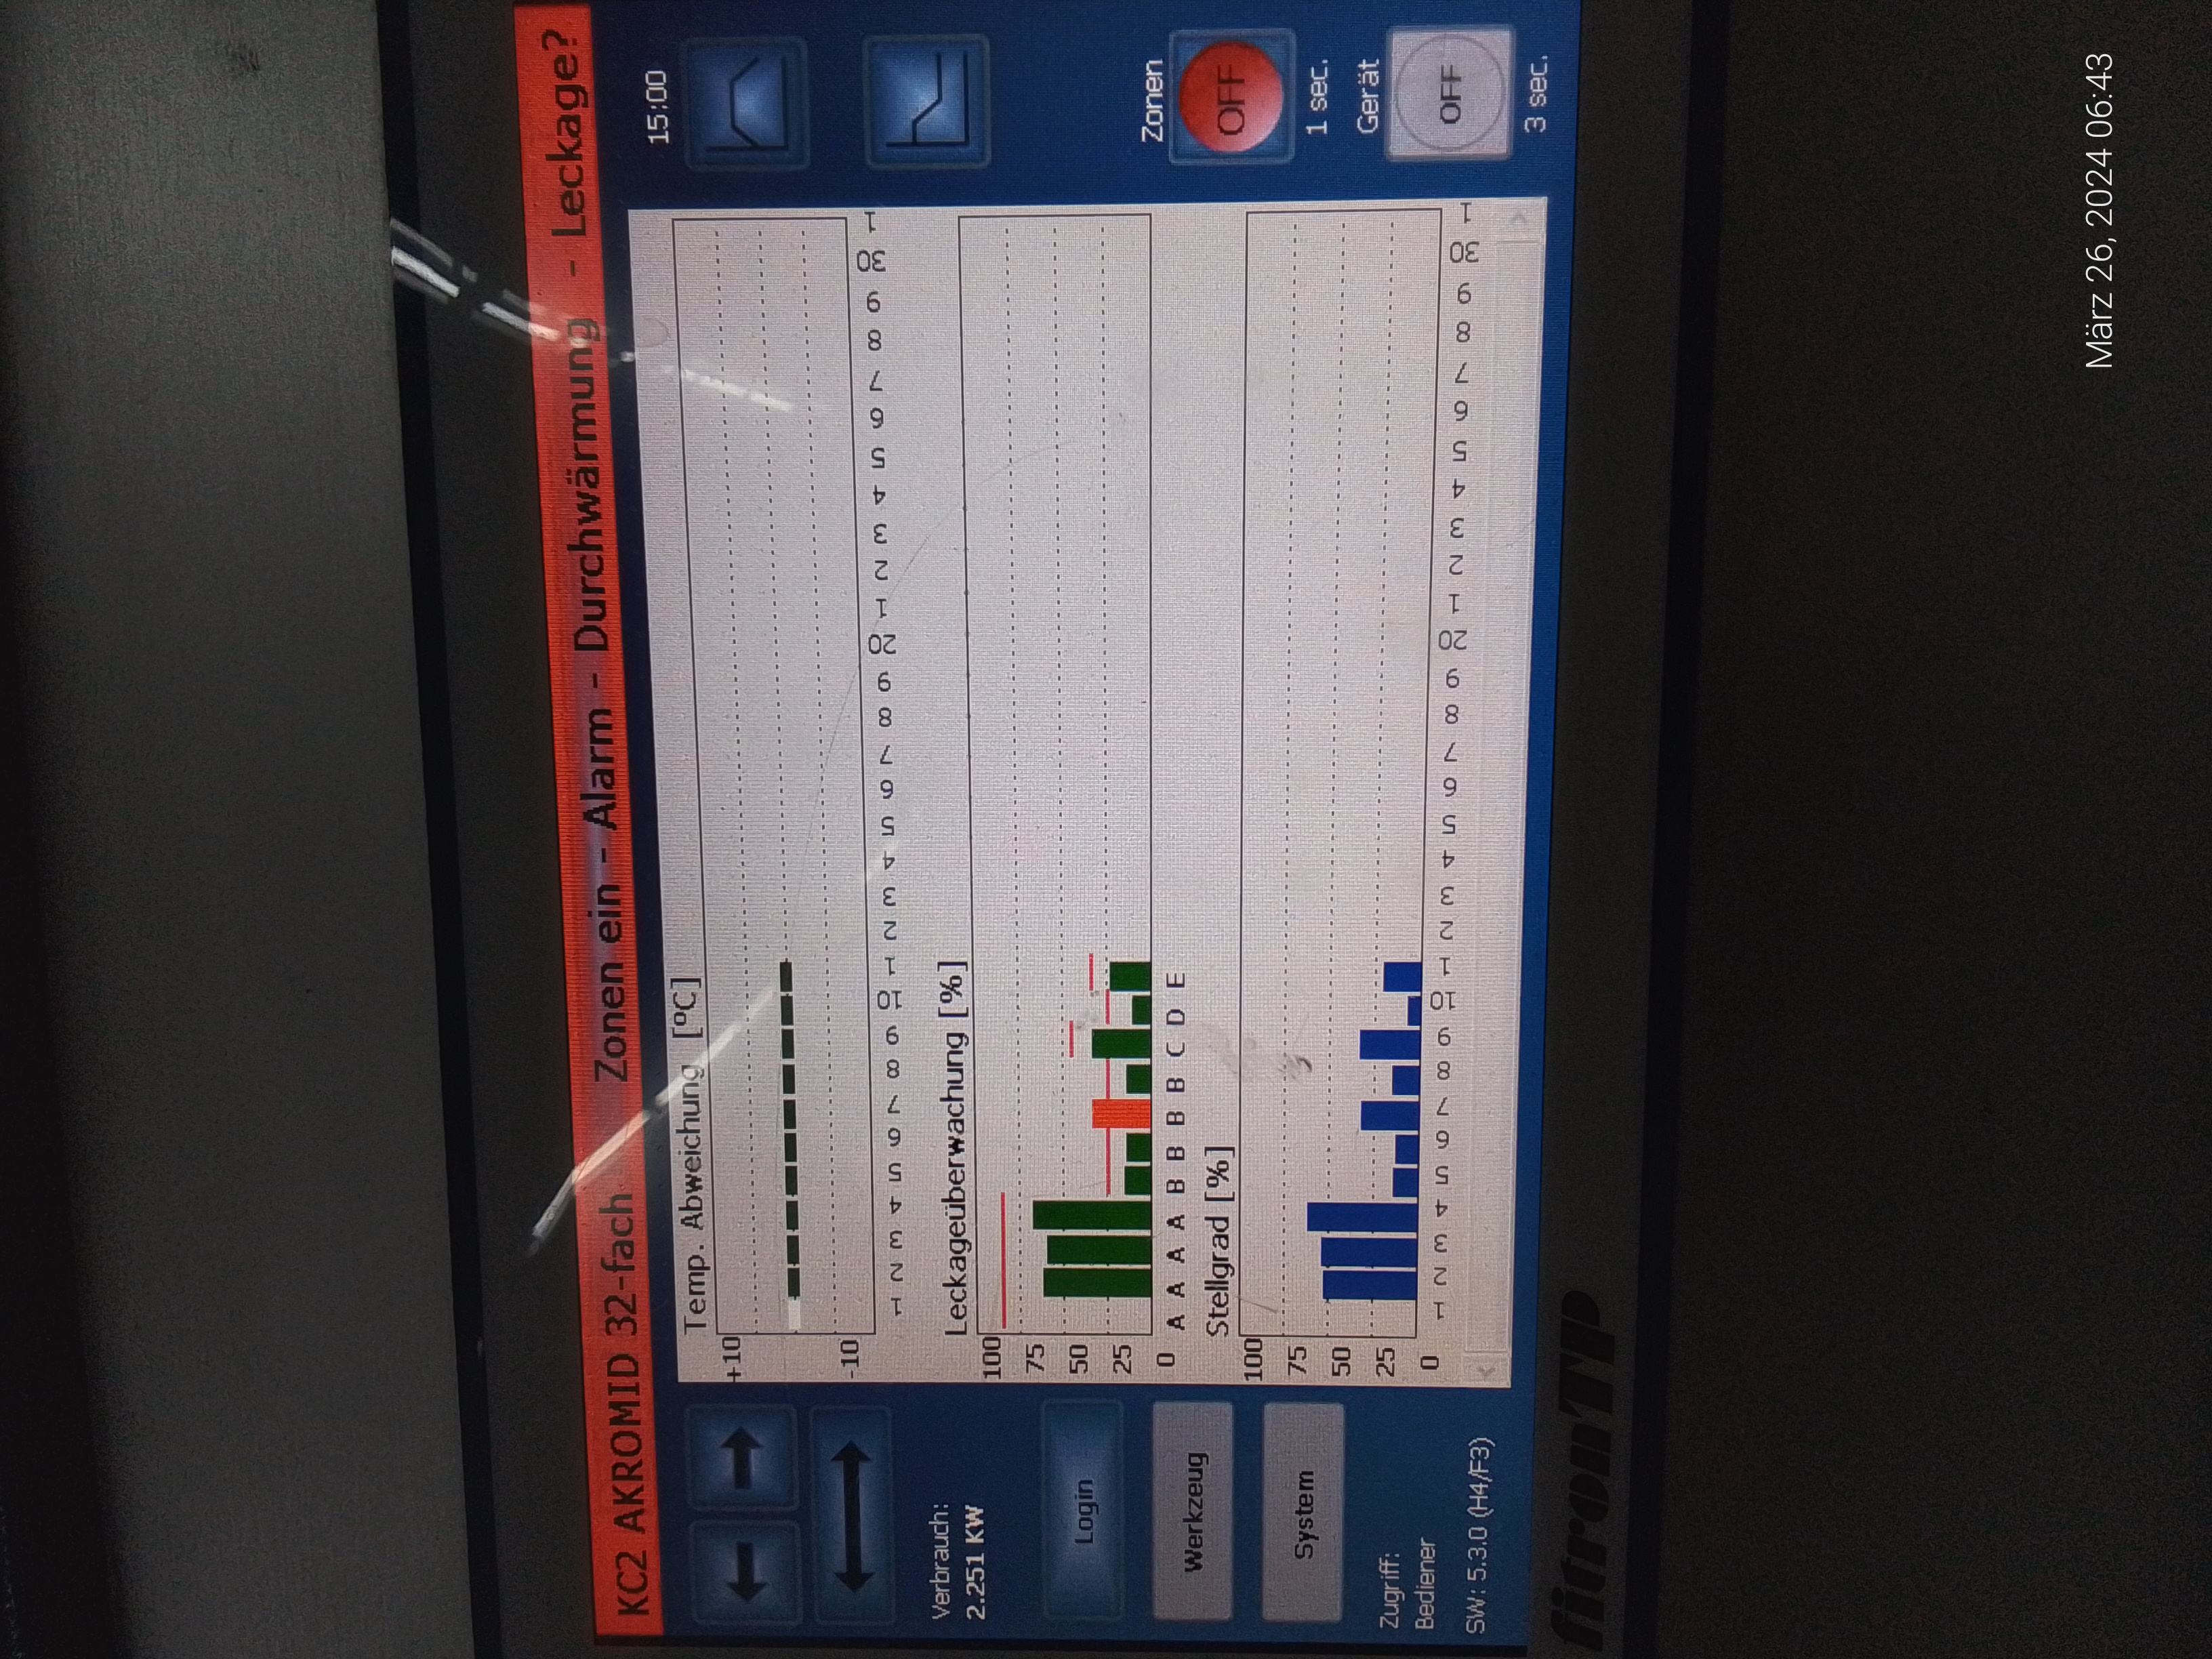 KC2 AKROMID 32-fach Zonen ein - Alarm - Durchwärmung - Leckage?
15:00
Temp. Abweichung [ºC]
+10
-10
1 2 3 4 5 6 7 8 9 10 1 2 3 4 5 6 7 8 9 20 1 2 3 4 5 6 7 8 9 30 1
Verbrauch:
2.251 KW
Login
Werkzeug
System
Zugriff:
Bediener
SW: 5.3.0 (H4/F3)
Leckageüberwachung [%]
100
75
50
25
0
A A A A B B B B C D E
Stellgrad [%]
100
75
50
25
0
1 2 3 4 5 6 7 8 9 10 1 2 3 4 5 6 7 8 9 20 1 2 3 4 5 6 7 8 9 30 1
Zonen
OFF
1 sec.
Gerät
OFF
3 sec.
fitronTP
März 26, 2024 06:43